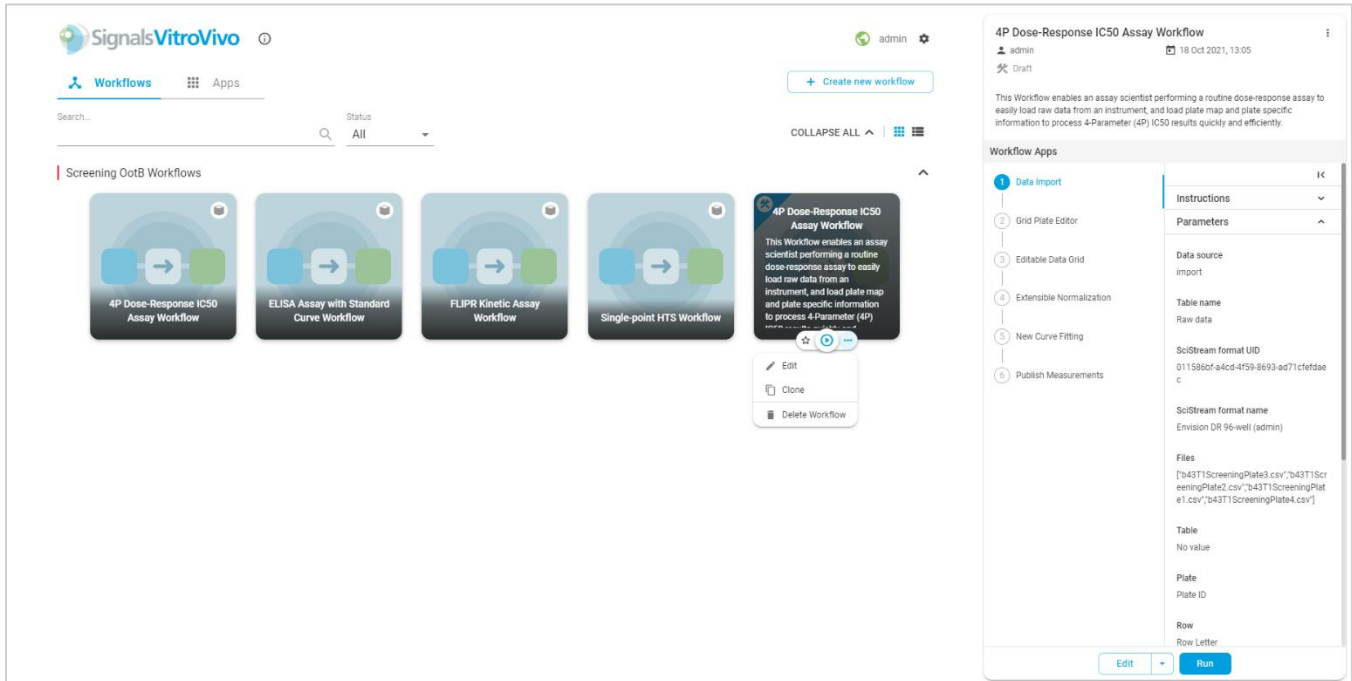 SignalsVitroVivo
admin
Workflows
Apps
+ Create new workflow
Search...
Status
All
COLLAPSE ALL
Screening OotB Workflows
4P Dose-Response IC50
Assay Workflow
ELISA Assay with Standard
Curve Workflow
FLIPR Kinetic Assay
Workflow
Single-point HTS Workflow
4P Dose-Response IC50
Assay Workflow
This Workflow enables an assay
scientist performing a routine
dose-response assay to easily
load raw data from an
instrument, and load plate map
and plate specific information
to process 4-Parameter (4P)
IC50 results quickly and
Edit
Clone
Delete Workflow
4P Dose-Response IC50 Assay Workflow
admin
18 Oct 2021, 13:05
Draft
This Workflow enables an assay scientist performing a routine dose-response assay to
easily load raw data from an instrument, and load plate map and plate specific
information to process 4-Parameter (4P) IC50 results quickly and efficiently.
Workflow Apps
1 Data Import
2 Grid Plate Editor
3 Editable Data Grid
4 Extensible Normalization
5 New Curve Fitting
6 Publish Measurements
Instructions
Parameters
Data source
import
Table name
Raw data
SciStream format UID
011586bf-a4cd-4f59-8693-ad71cfefdae
c
SciStream format name
Envision DR 96-well (admin)
Files
["b43T1ScreeningPlate3.csv","b43T1Scr
eeningPlate2.csv","b43T1ScreeningPlat
e1.csv","b43T1ScreeningPlate4.csv"]
Table
No value
Plate
Plate ID
Row
Row Letter
Edit
Run